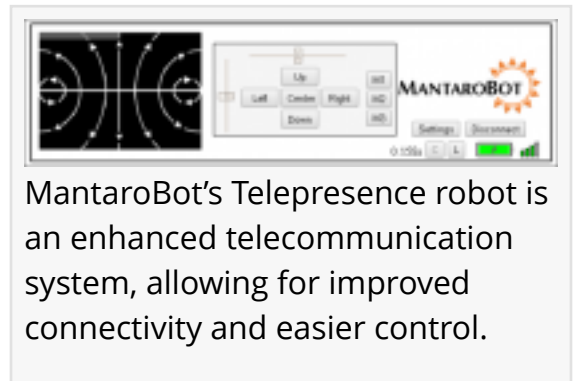 Up
Left Center Right
Down
MANTAROBOT
Settings Disconnect
MantaroBot’s Telepresence robot is
an enhanced telecommunication
system, allowing for improved
connectivity and easier control.